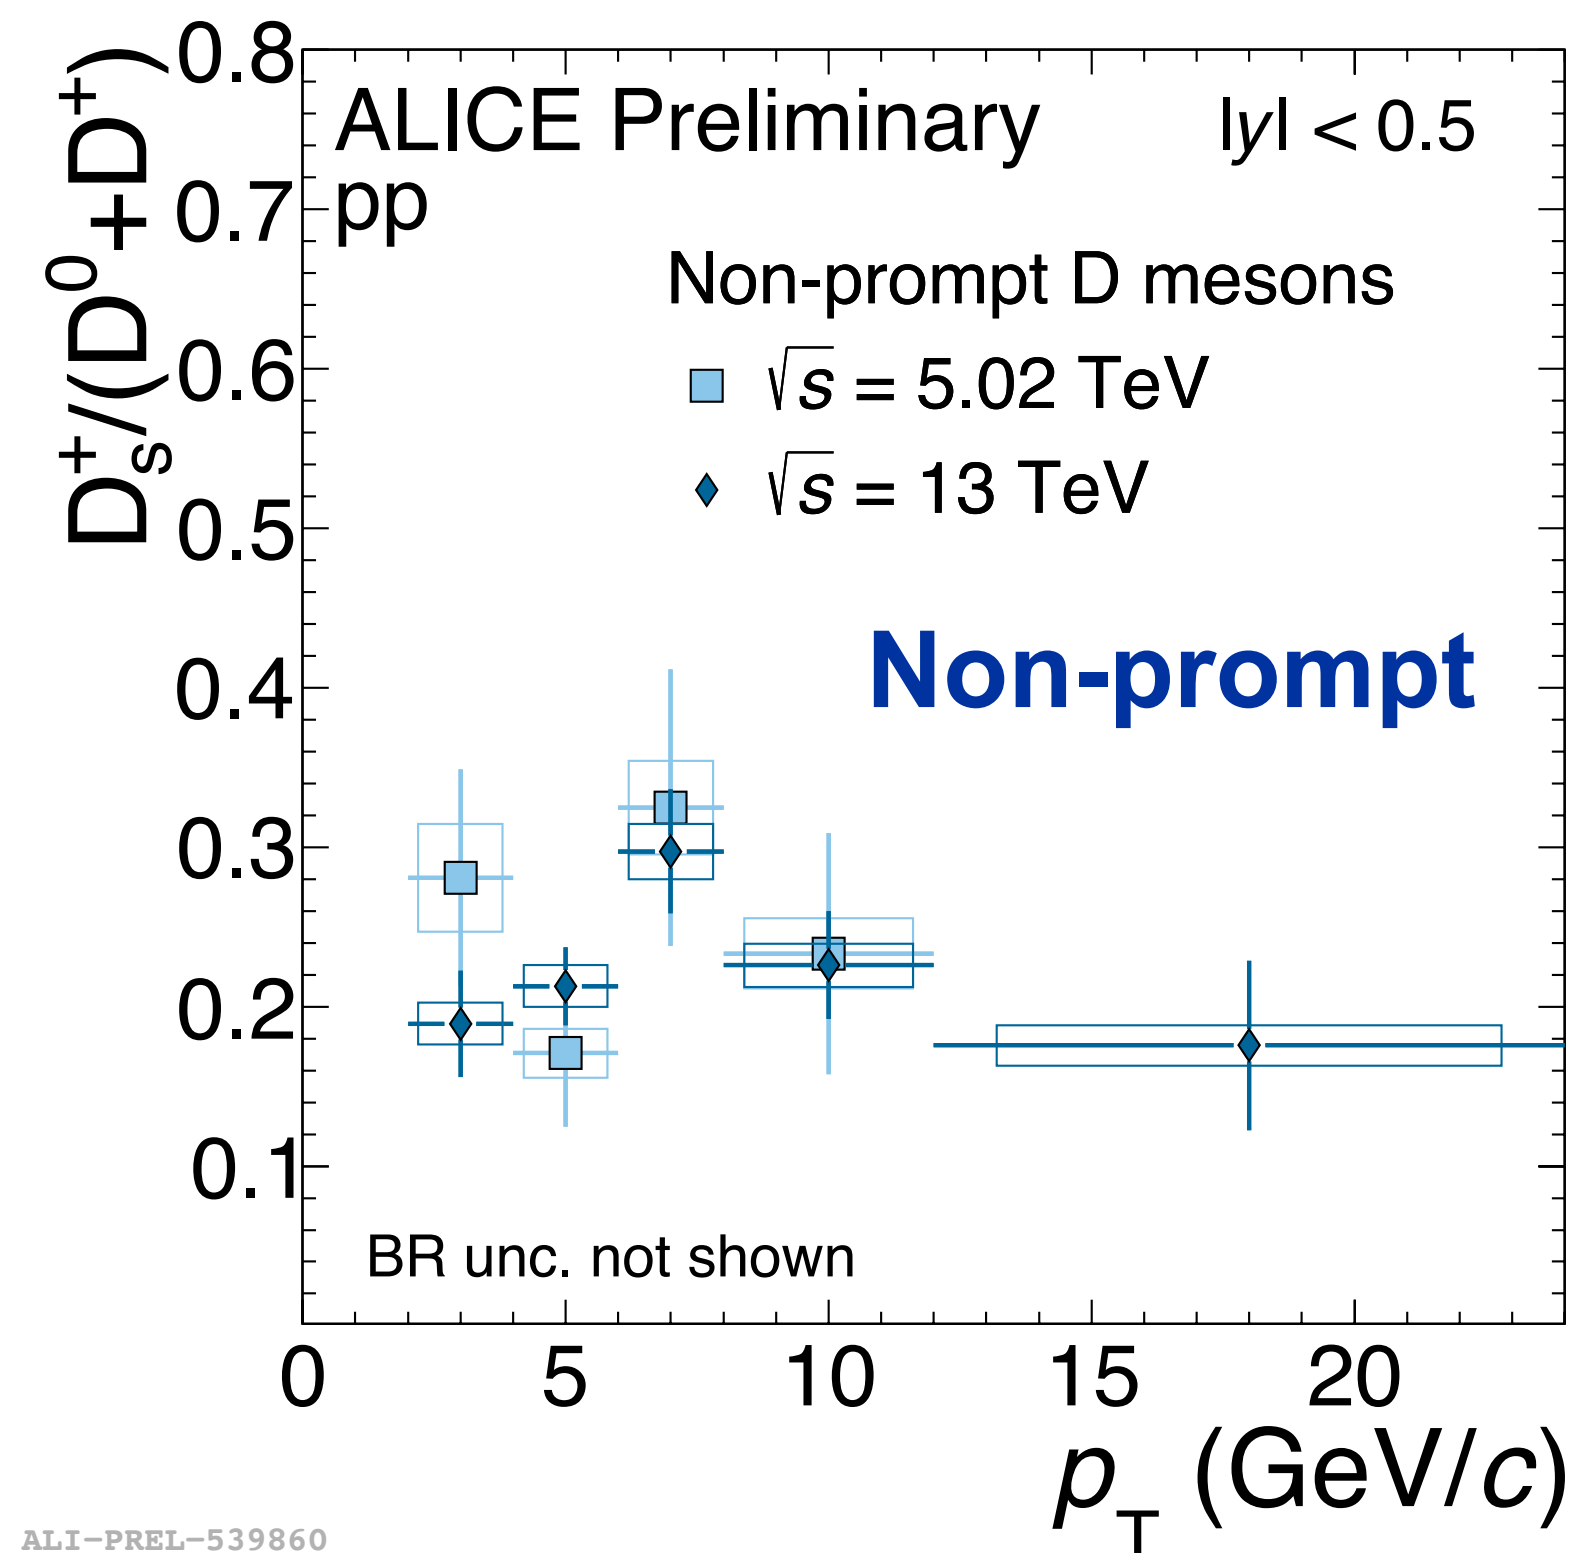 D_s^+/(D^0+D^+)
0.8
0.7
0.6
0.5
0.4
0.3
0.2
0.1
ALICE Preliminary
|y| < 0.5
pp
Non-prompt D mesons
√s = 5.02 TeV
√s = 13 TeV
Non-prompt
BR unc. not shown
0 5 10 15 20
p_T (GeV/c)
ALI-PREL-539860